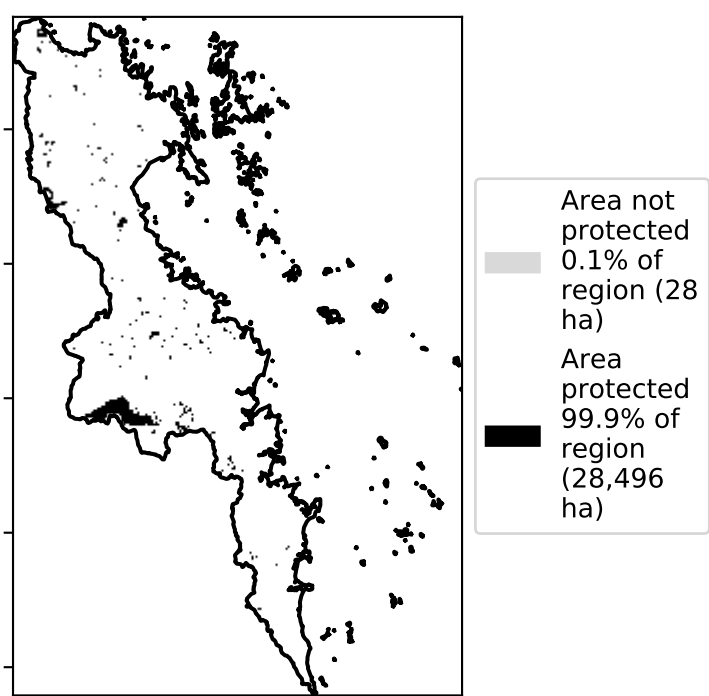 Area not
protected
0.1% of
region (28
ha)
Area
protected
99.9% of
region
(28,496
ha)